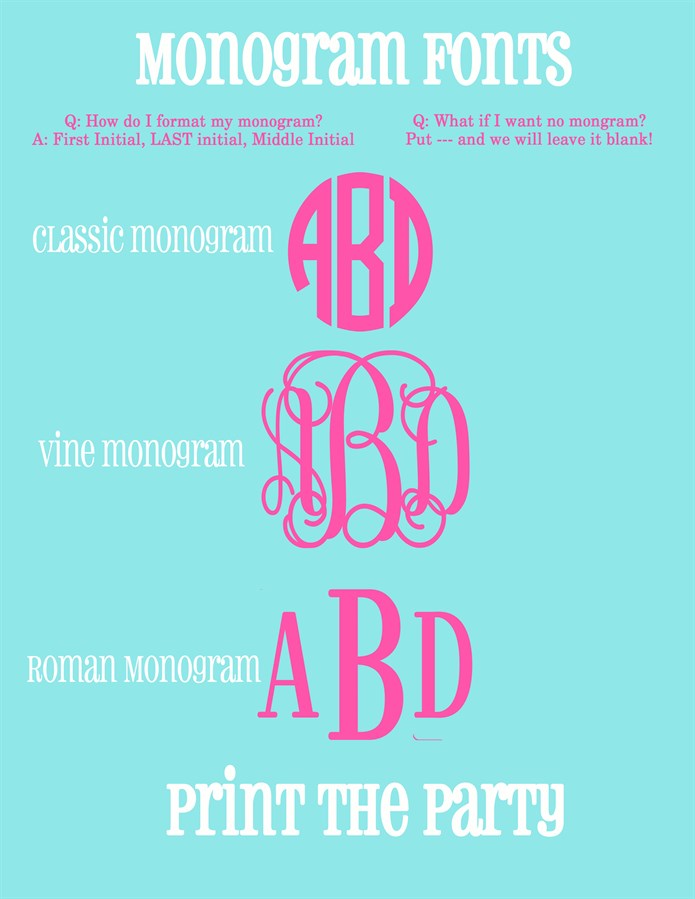 Monogram Fonts
Q: How do I format my monogram?
A: First Initial, LAST initial, Middle Initial
Q: What if I want no mongram?
Put --- and we will leave it blank!
classic monogram
ABD
vine monogram
ABD
Roman Monogram
ABD
Print The Party